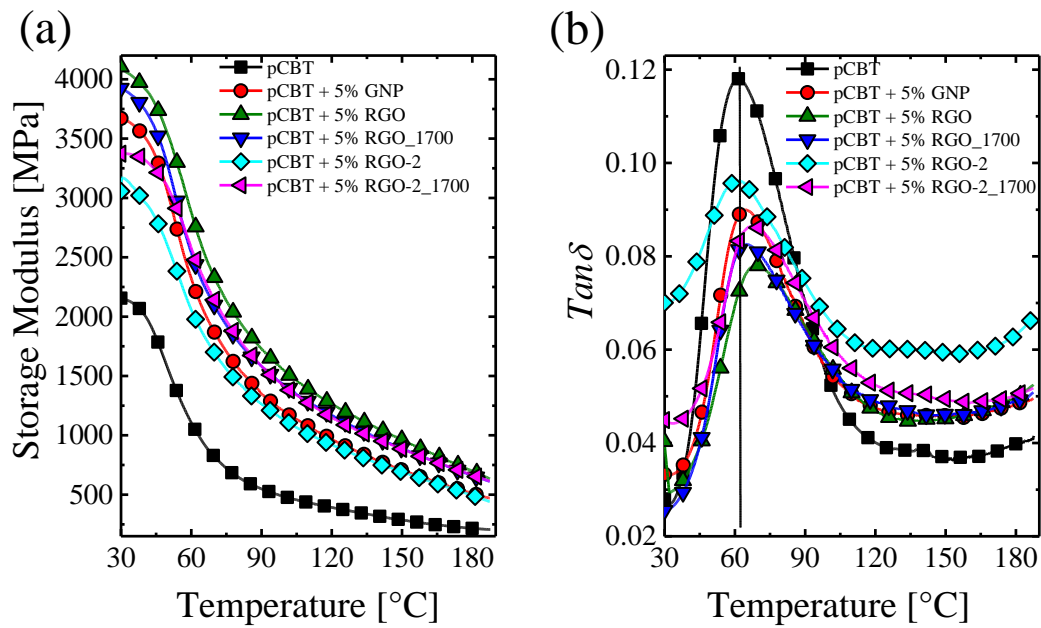 (a)
Storage Modulus [MPa]
4000
3500
3000
2500
2000
1500
1000
500
pCBT
pCBT + 5% GNP
pCBT + 5% RGO
pCBT + 5% RGO_1700
pCBT + 5% RGO-2
pCBT + 5% RGO-2_1700
30 60 90 120 150 180
Temperature [°C]
(b)
Tanδ
0.12
0.10
0.08
0.06
0.04
0.02
pCBT
pCBT + 5% GNP
pCBT + 5% RGO
pCBT + 5% RGO_1700
pCBT + 5% RGO-2
pCBT + 5% RGO-2_1700
30 60 90 120 150 180
Temperature [°C]